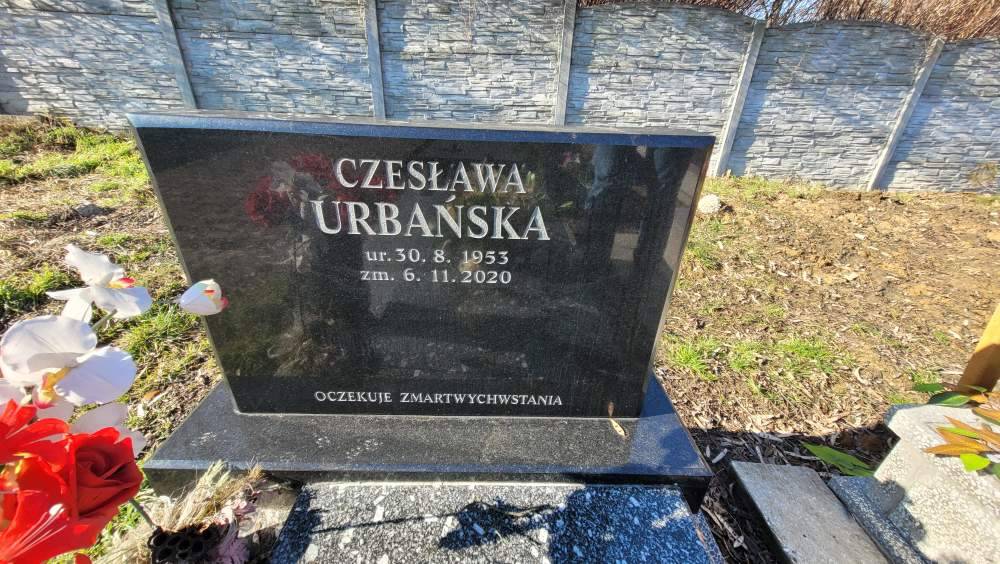 CZESŁAWA
URBAŃSKA
ur. 30. 8. 1953
zm. 6. 11. 2020
OCZEKUJE ZMARTWYCHWSTANIA